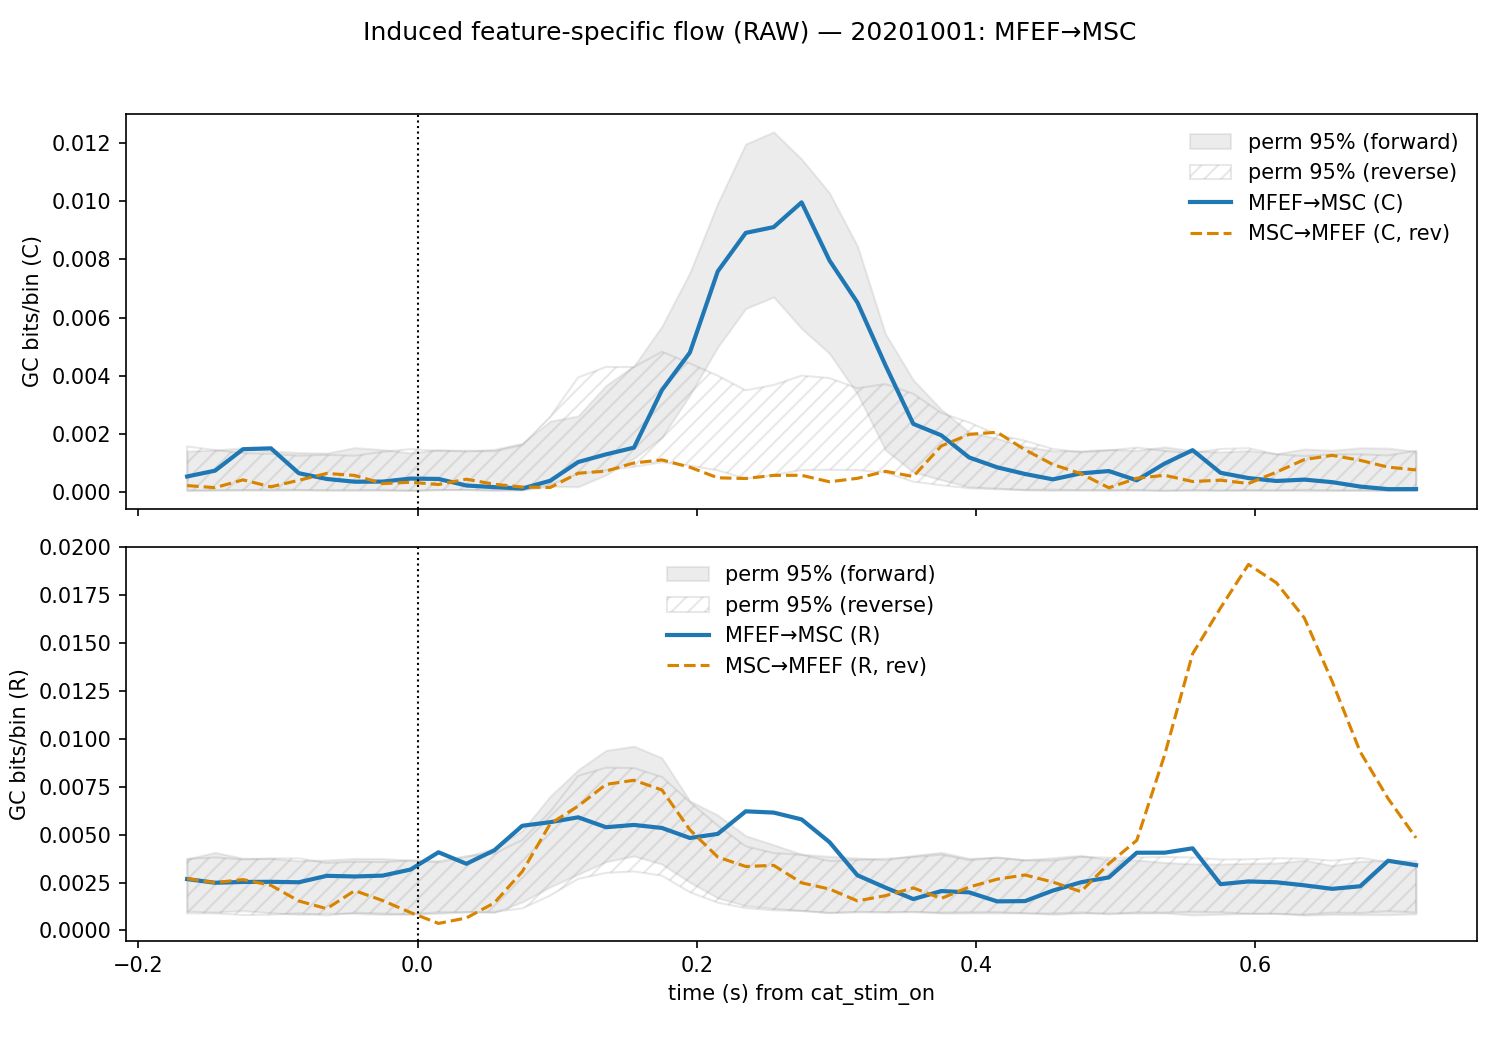 Induced feature-specific flow (RAW) — 20201001: MFEF→MSC
GC bits/bin (C)
0.012
0.010
0.008
0.006
0.004
0.002
0.000
perm 95% (forward)
perm 95% (reverse)
MFEF→MSC (C)
MSC→MFEF (C, rev)
GC bits/bin (R)
0.0200
0.0175
0.0150
0.0125
0.0100
0.0075
0.0050
0.0025
0.0000
perm 95% (forward)
perm 95% (reverse)
MFEF→MSC (R)
MSC→MFEF (R, rev)
−0.2 0.0 0.2 0.4 0.6
time (s) from cat_stim_on